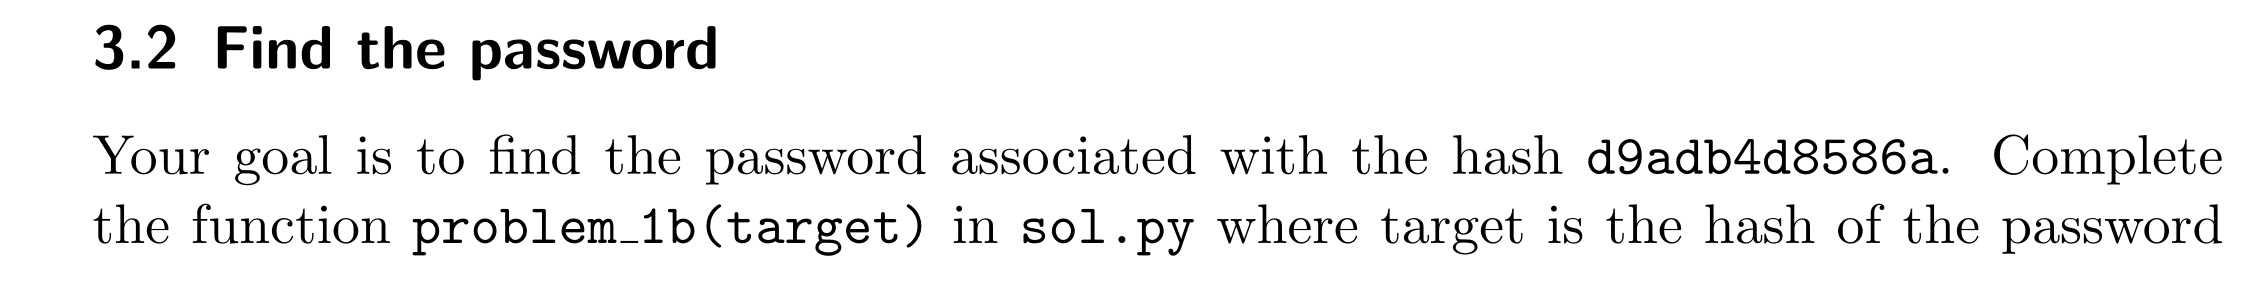 3.2 Find the password
Your goal is to find the password associated with the hash d9adb4d8586a. Complete
the function problem_1b(target) in sol.py where target is the hash of the password